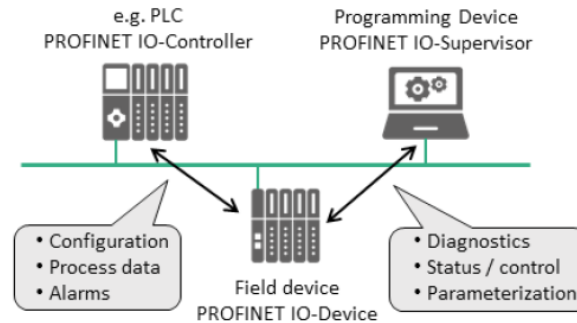 e.g. PLC
PROFINET IO-Controller
Programming Device
PROFINET IO-Supervisor
• Configuration
• Process data
• Alarms
• Diagnostics
• Status / control
• Parameterization
Field device
PROFINET IO-Device